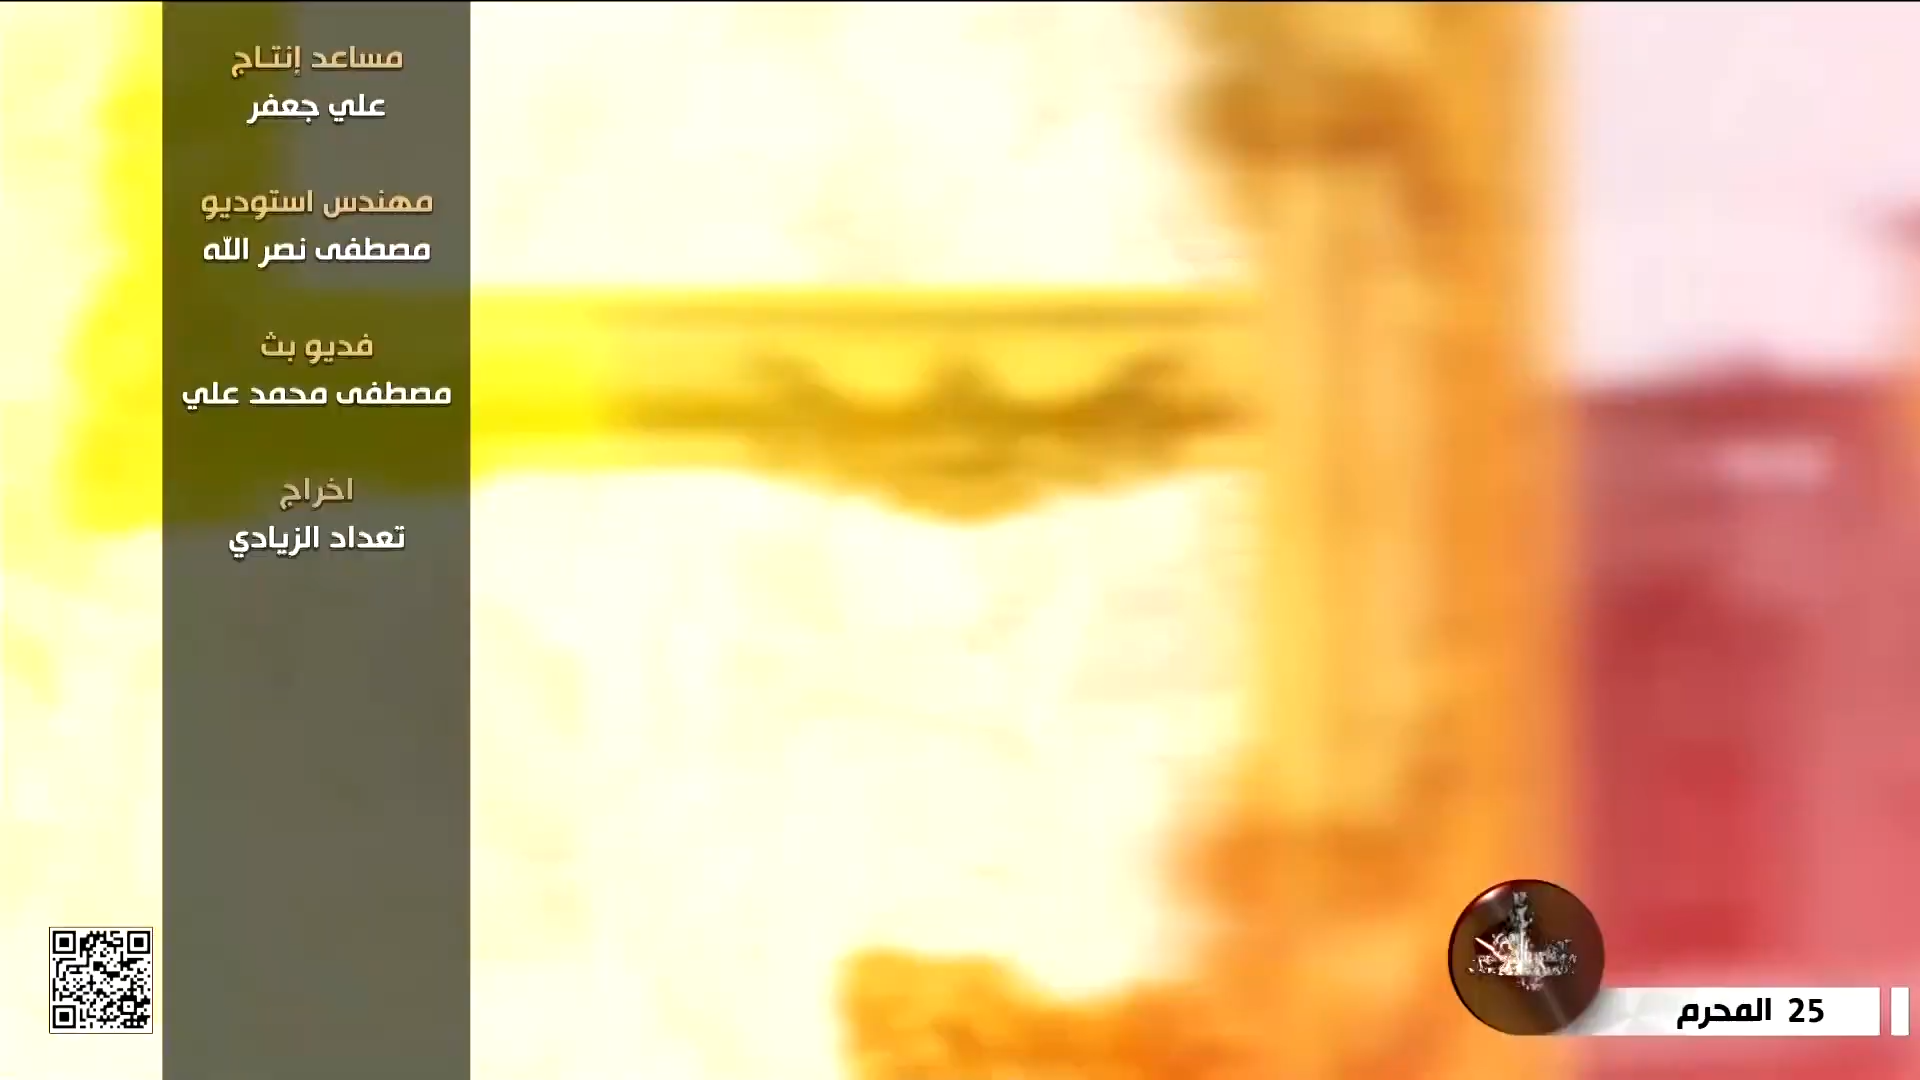 مساعد إنتاج
علي جعفر
مهندس استوديو
مصطفى نصر الله
فديو بث
مصطفى محمد علي
اخراج
تعداد الزيادي
25 المحرم